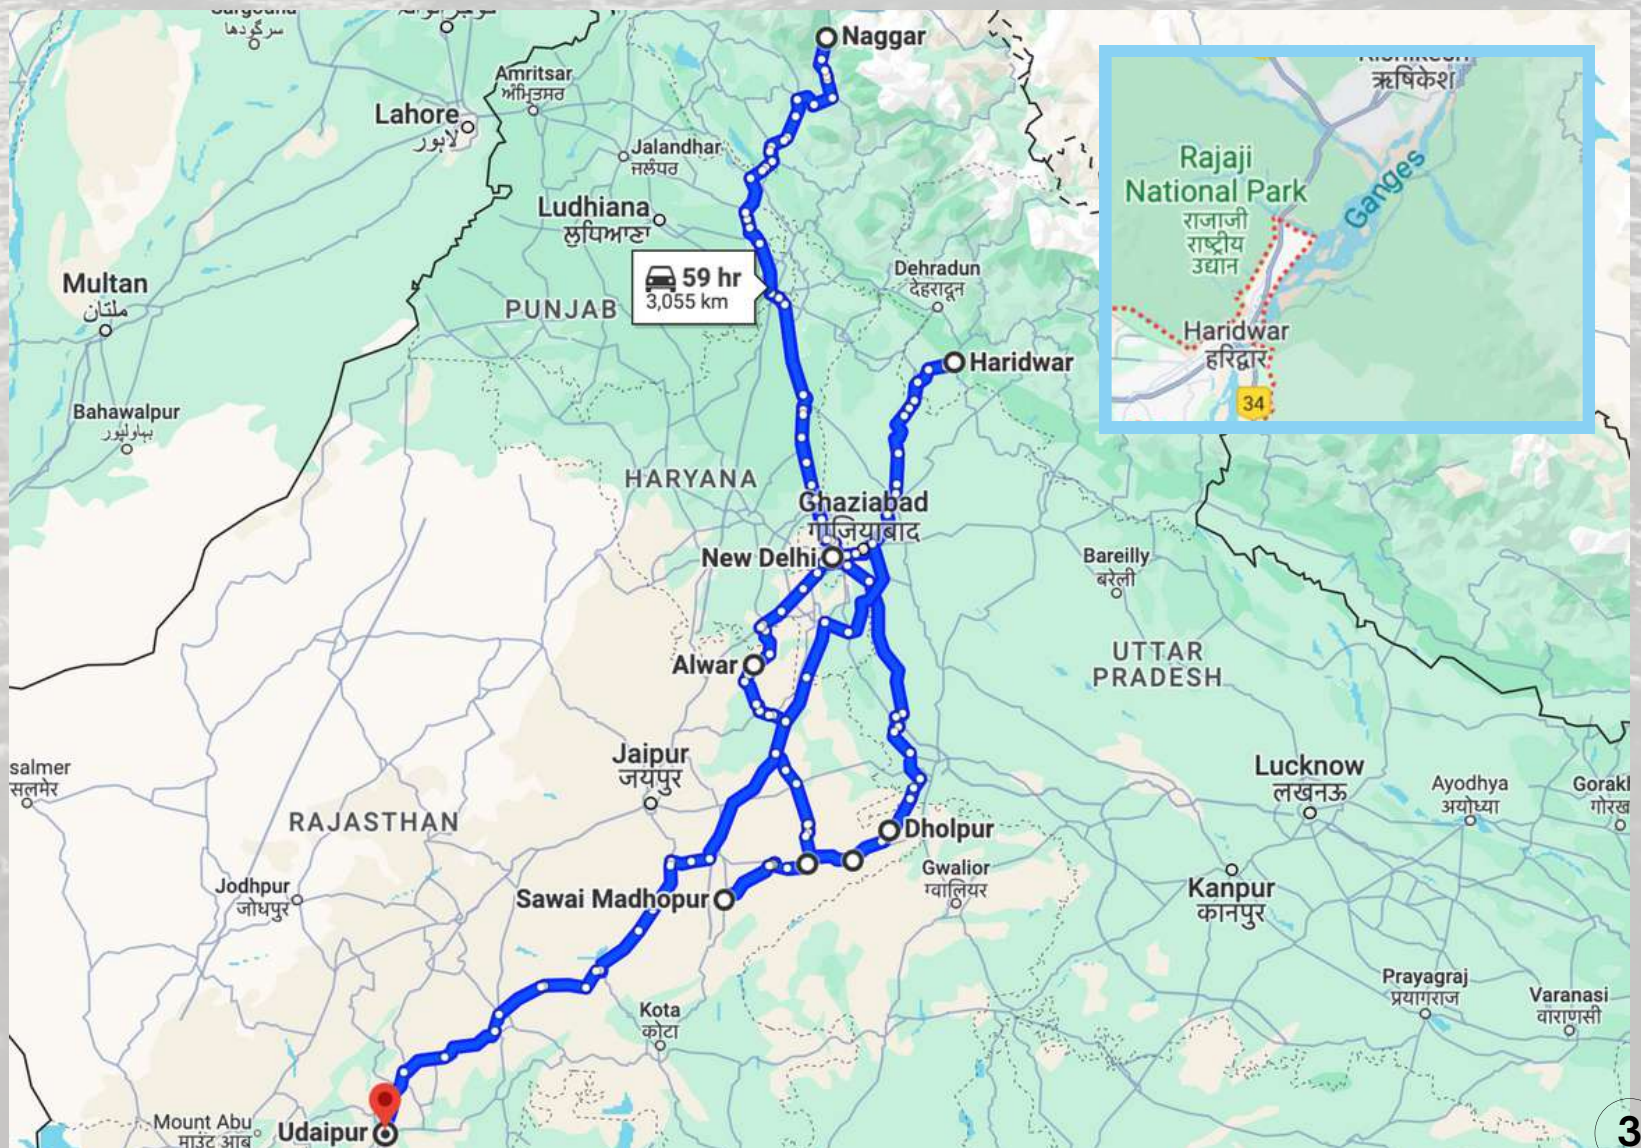 سرگودها
Naggar
Amritsar
ਅੰਮ੍ਰਿਤਸਰ
Lahore
لاہور
Jalandhar
ਜਲੰਧਰ
Ludhiana
ਲੁਧਿਆਣਾ
59 hr
3,055 km
Multan
ملتان
PUNJAB
Dehradun
देहरादून
Haridwar
Bahawalpur
بہاولپور
HARYANA
Ghaziabad
गाज़ियाबाद
New Delhi
Bareilly
बरेली
Alwar
UTTAR
PRADESH
Jaipur
जयपुर
salmer
सलमेर
Lucknow
लखनऊ
Ayodhya
अयोध्या
RAJASTHAN
Dholpur
Gwalior
ग्वालियर
Jodhpur
जोधपुर
Sawai Madhopur
Kanpur
कानपुर
Prayagraj
प्रयागराज
Varanasi
वाराणसी
Kota
कोटा
Mount Abu
Udaipur
ऋषिकेश
Rajaji
National Park
राजाजी
राष्ट्रीय
उद्यान
Ganges
Haridwar
हरिद्वार
34
3